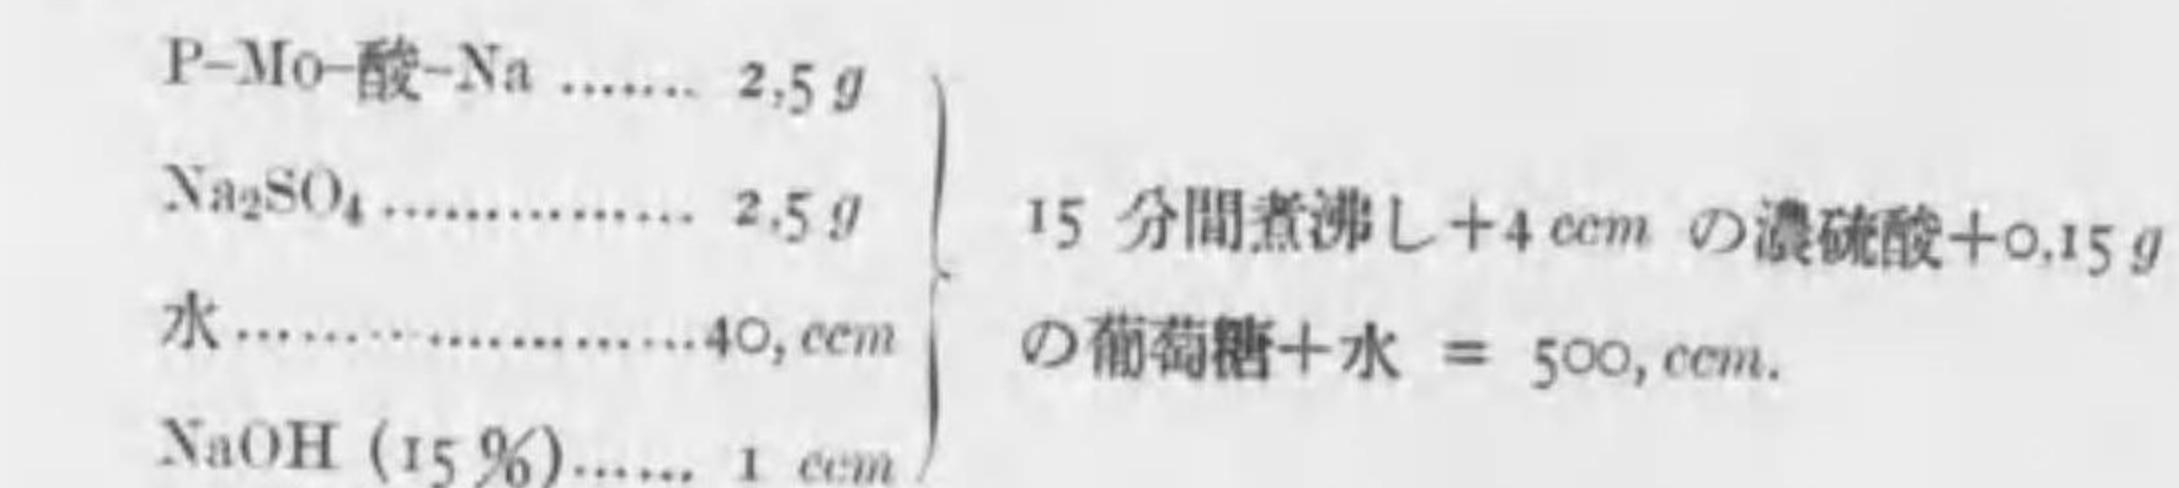 P–Mo–酸–Na ....... 2,5 g
Na₂SO₄ ................ 2,5 g
水 ........................ 40, ccm
NaOH (15 %) ...... 1 ccm
15 分間煮沸し+4 ccm の濃硫酸+0,15 g
の葡萄糖+水 = 500, ccm.